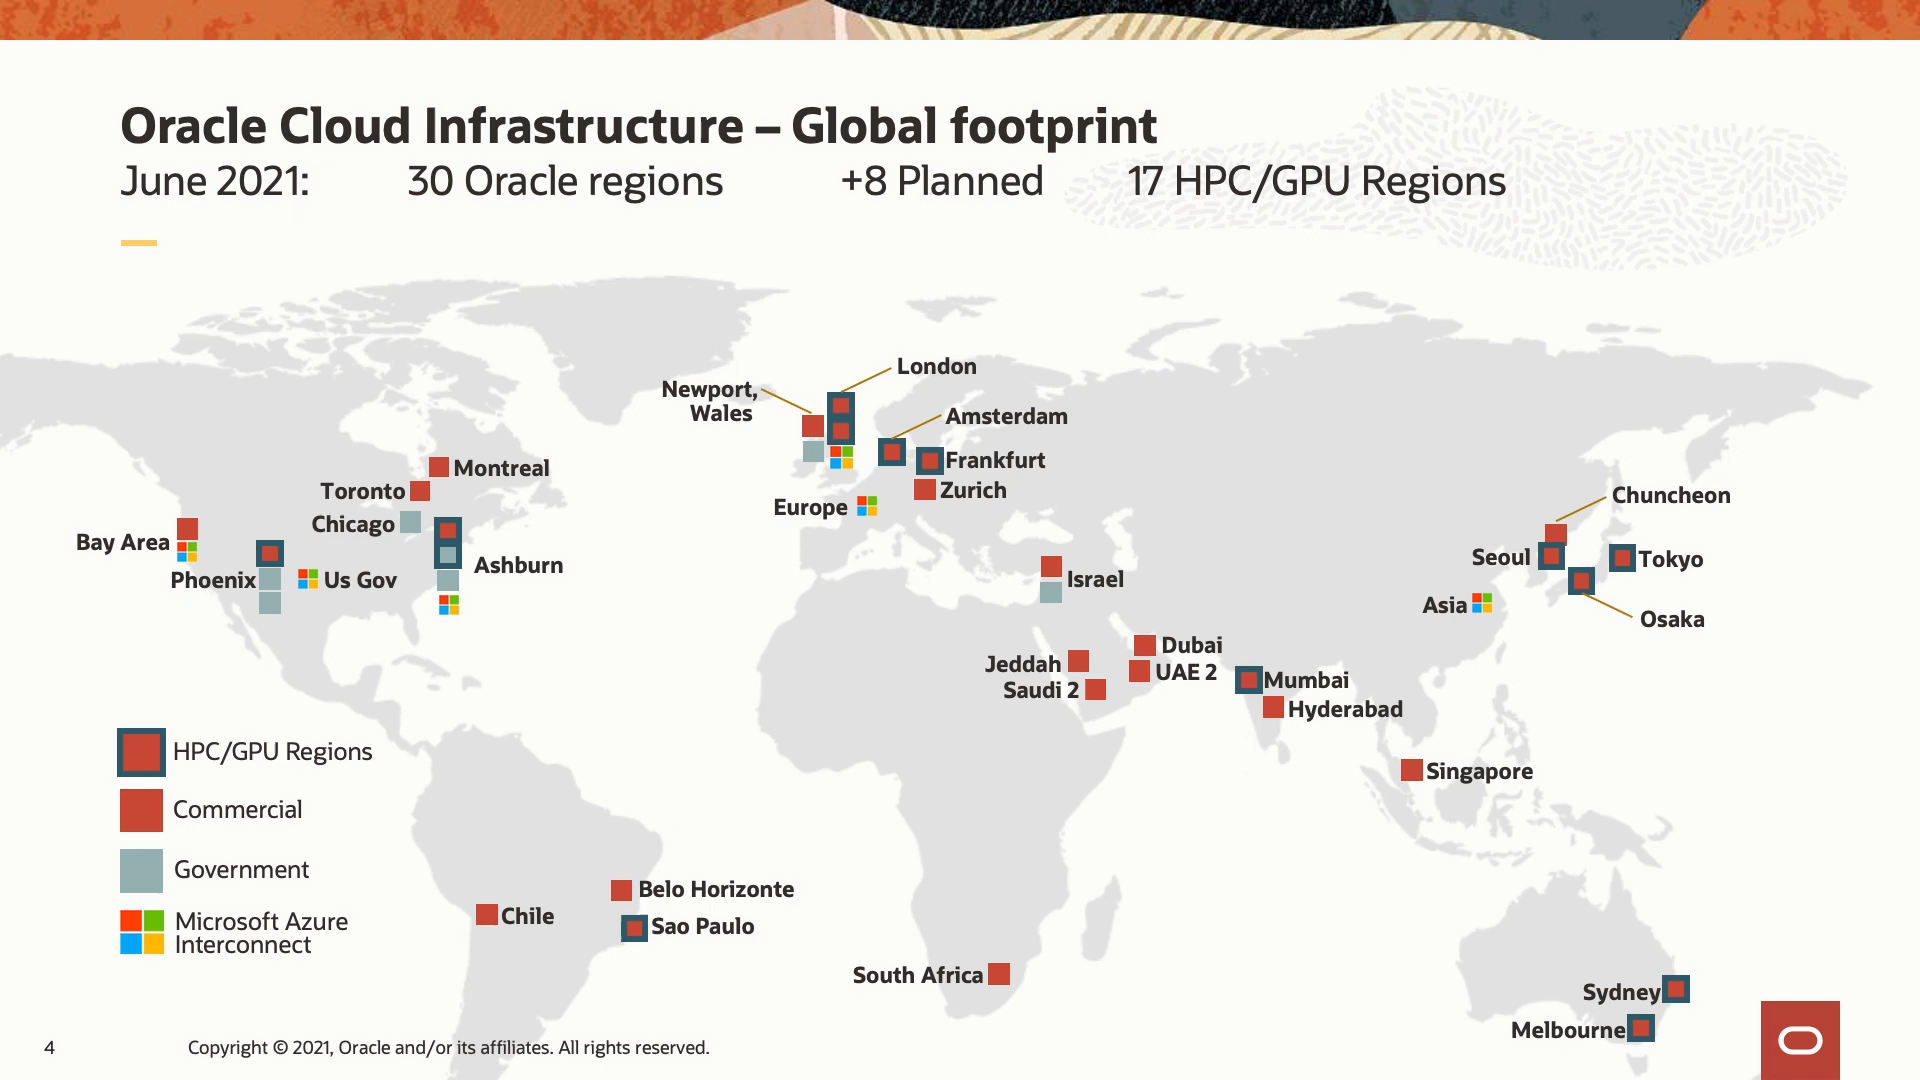 Oracle Cloud Infrastructure – Global footprint
June 2021: 30 Oracle regions +8 Planned 17 HPC/GPU Regions
London
Newport,
Wales
Amsterdam
Frankfurt
Zurich
Europe
Montreal
Toronto
Chicago
Bay Area
Ashburn
Phoenix
Us Gov
Israel
Chuncheon
Seoul
Tokyo
Asia
Osaka
Dubai
Jeddah
UAE 2
Saudi 2
Mumbai
Hyderabad
Singapore
HPC/GPU Regions
Commercial
Government
Microsoft Azure
Interconnect
Belo Horizonte
Chile
Sao Paulo
South Africa
Sydney
Melbourne
4
Copyright © 2021, Oracle and/or its affiliates. All rights reserved.